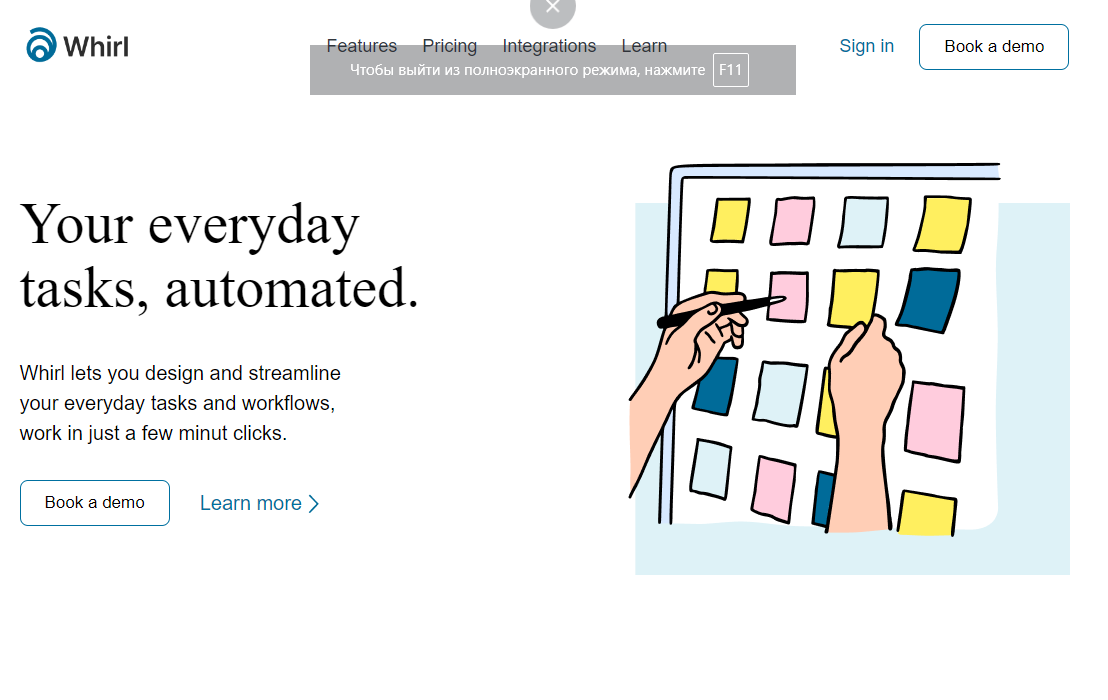 Whirl
Features Pricing Integrations Learn
Sign in
Book a demo
Чтобы выйти из полноэкранного режима, нажмите F11
Your everyday
tasks, automated.
Whirl lets you design and streamline
your everyday tasks and workflows,
work in just a few minut clicks.
Book a demo
Learn more